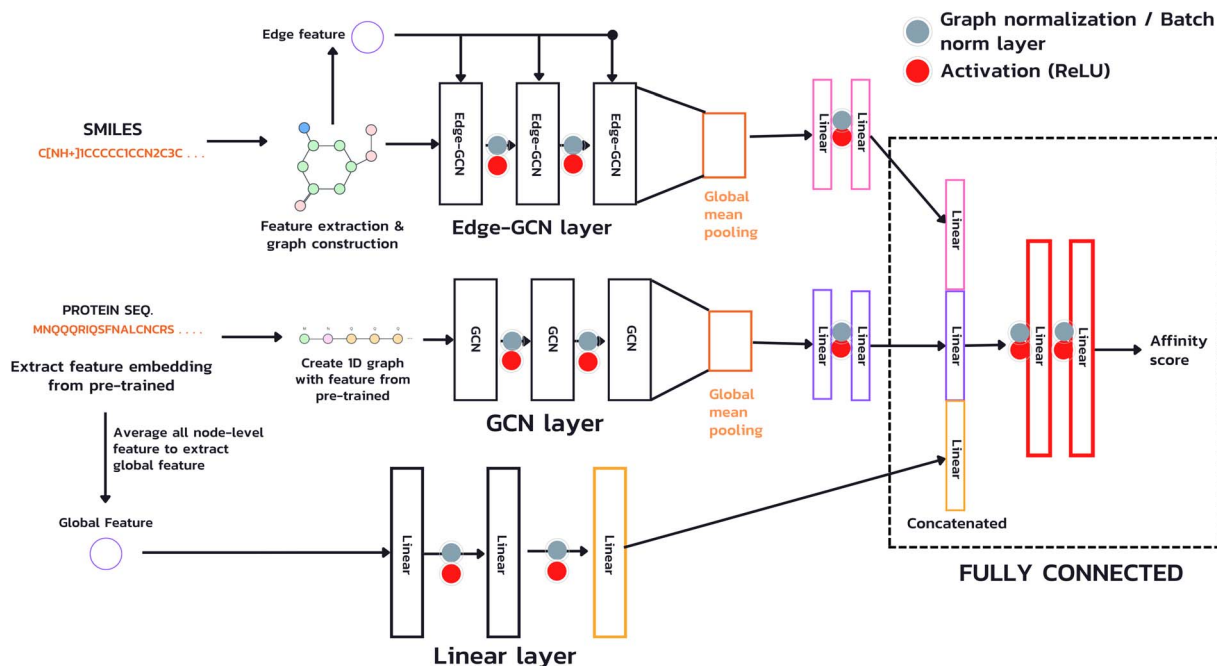 Edge feature
Graph normalization / Batch
norm layer
Activation (ReLU)
SMILES
C[NH+]1CCCCC1CCN2C3C . . .
Feature extraction &
graph construction
Edge-GCN
Edge-GCN
Edge-GCN
Edge-GCN layer
Global
mean
pooling
Linear
Linear
PROTEIN SEQ.
MNQQQRIQSFNALCNCRS . . . .
Extract feature embedding
from pre-trained
M N Q Q Q ...
Create 1D graph
with feature from
pre-trained
GCN
GCN
GCN
GCN layer
Global
mean
pooling
Linear
Linear
Average all node-level
feature to extract
global feature
Global Feature
Linear
Linear
Linear
Linear layer
Linear
Linear
Linear
Concatenated
Linear
Linear
Affinity
score
FULLY CONNECTED